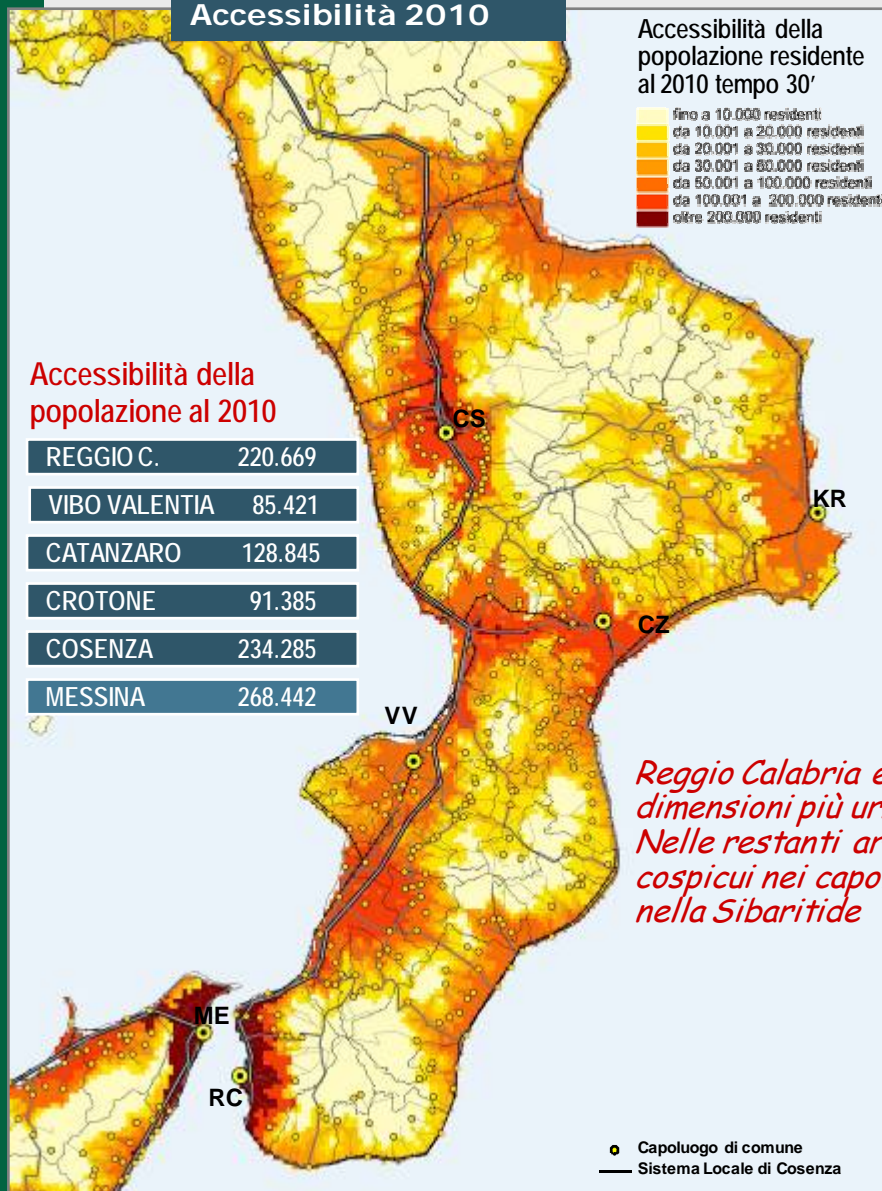 Accessibilità 2010
Accessibilità della
popolazione residente
al 2010 tempo 30'
fino a 10.000 residenti
da 10.001 a 20.000 residenti
da 20.001 a 30.000 residenti
da 30.001 a 50.000 residenti
da 50.001 a 100.000 residenti
da 100.001 a 200.000 residenti
oltre 200.000 residenti
Accessibilità della
popolazione al 2010
REGGIO C. 220.669
VIBO VALENTIA 85.421
CATANZARO 128.845
CROTONE 91.385
COSENZA 234.285
MESSINA 268.442
CS
KR
CZ
VV
ME
RC
Reggio Calabria e
dimensioni più ur
Nelle restanti ar
cospicui nei capo
nella Sibaritide
Capoluogo di comune
Sistema Locale di Cosenza